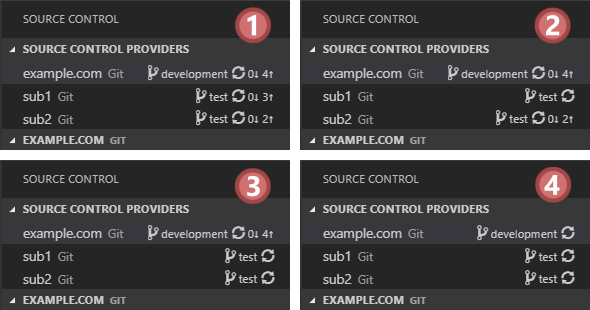 SOURCE CONTROL 1
SOURCE CONTROL PROVIDERS
example.com Git development 0↓ 4↑
sub1 Git test 0↓ 3↑
sub2 Git test 0↓ 2↑
EXAMPLE.COM GIT
SOURCE CONTROL 2
SOURCE CONTROL PROVIDERS
example.com Git development 0↓ 4↑
sub1 Git test
sub2 Git test 0↓ 2↑
EXAMPLE.COM GIT
SOURCE CONTROL 3
SOURCE CONTROL PROVIDERS
example.com Git development 0↓ 4↑
sub1 Git test
sub2 Git test
EXAMPLE.COM GIT
SOURCE CONTROL 4
SOURCE CONTROL PROVIDERS
example.com Git development
sub1 Git test
sub2 Git test
EXAMPLE.COM GIT